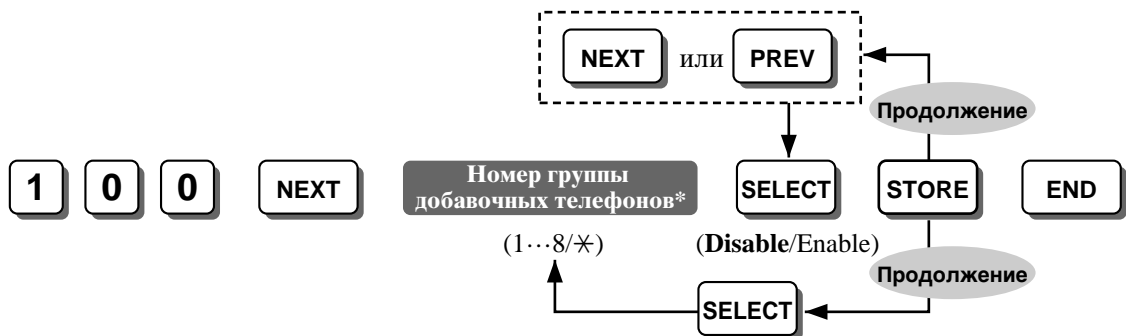 NEXT или PREV
Продолжение
1 0 0 NEXT Номер группы добавочных телефонов* SELECT STORE END
(1···8/✳) (Disable/Enable)
Продолжение
SELECT